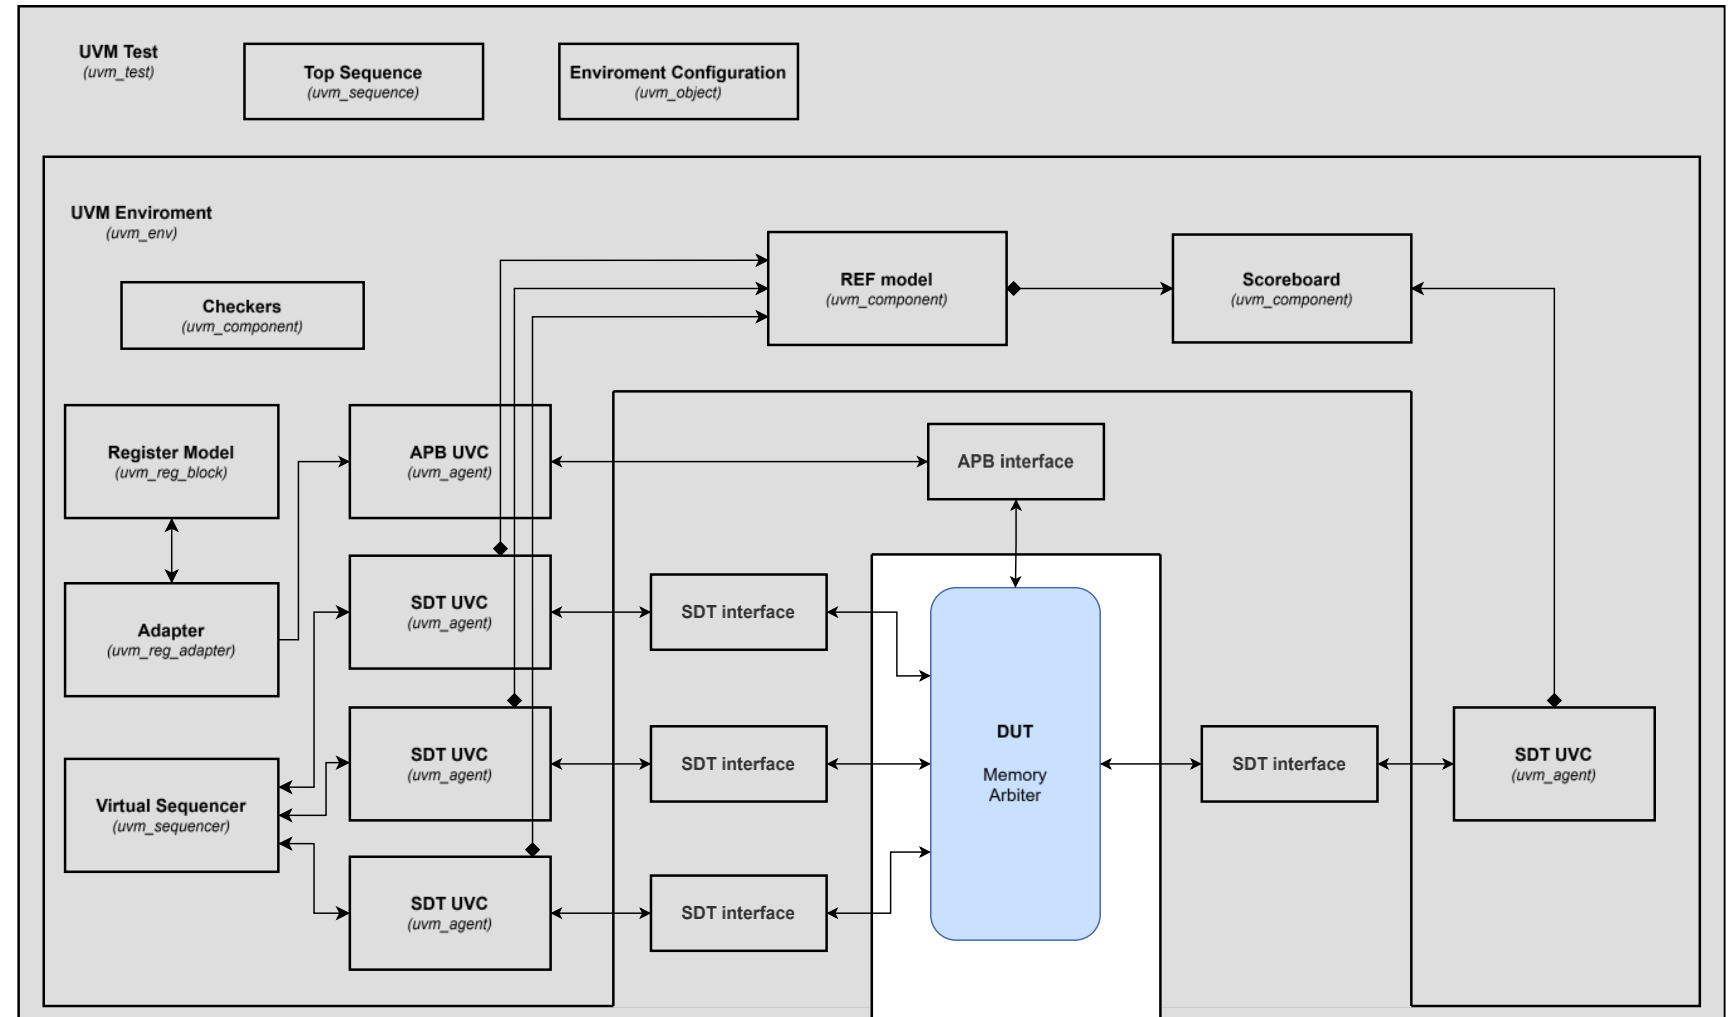 UVM Test
(uvm_test)
Top Sequence
(uvm_sequence)
Enviroment Configuration
(uvm_object)
UVM Enviroment
(uvm_env)
Checkers
(uvm_component)
REF model
(uvm_component)
Scoreboard
(uvm_component)
Register Model
(uvm_reg_block)
APB UVC
(uvm_agent)
APB interface
Adapter
(uvm_reg_adapter)
SDT UVC
(uvm_agent)
SDT interface
Virtual Sequencer
(uvm_sequencer)
SDT UVC
(uvm_agent)
SDT interface
DUT
Memory
Arbiter
SDT interface
SDT UVC
(uvm_agent)
SDT UVC
(uvm_agent)
SDT interface